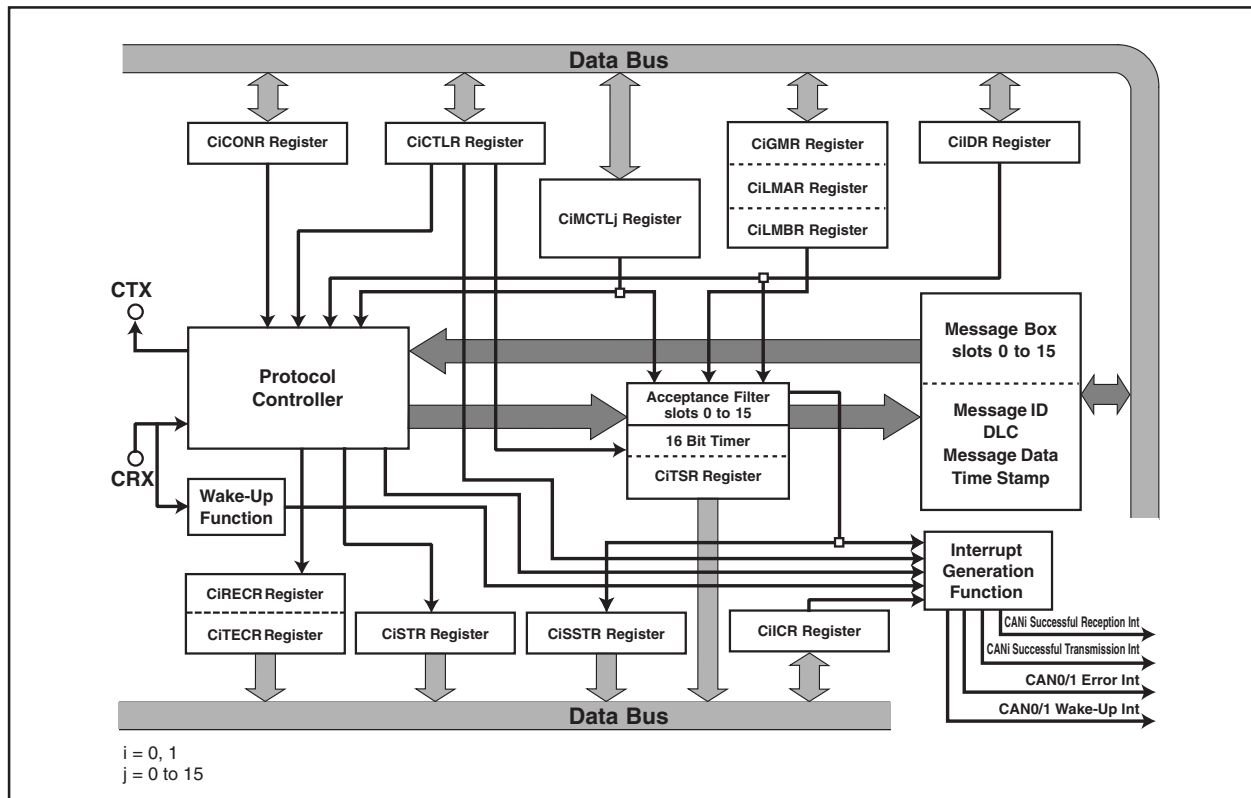 Data Bus
CiCONR Register
CiCTLR Register
CiMCTLj Register
CiGMR Register
CiLMAR Register
CiLMBR Register
CiIDR Register
CTX
CRX
Protocol
Controller
Wake-Up
Function
Acceptance Filter
slots 0 to 15
16 Bit Timer
CiTSR Register
Message Box
slots 0 to 15
Message ID
DLC
Message Data
Time Stamp
Interrupt
Generation
Function
CiRECR Register
CiTECR Register
CiSTR Register
CiSSTR Register
CiICR Register
CANi Successful Reception Int
CANi Successful Transmission Int
CAN0/1 Error Int
CAN0/1 Wake-Up Int
Data Bus
i = 0, 1
j = 0 to 15